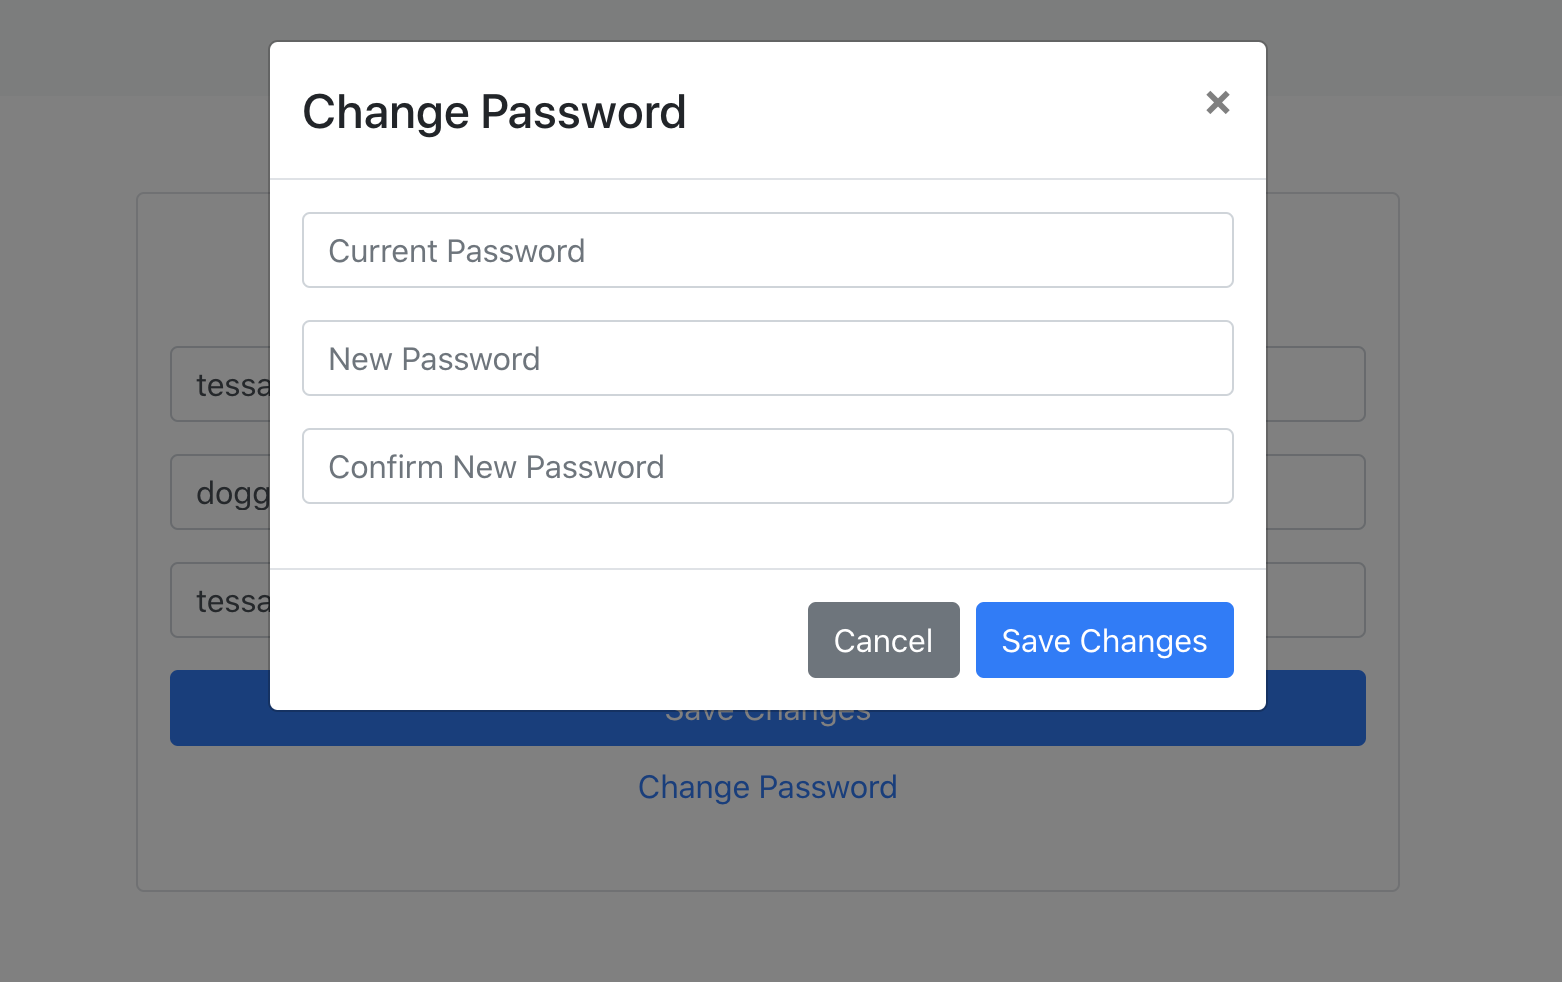 Change Password
×
Current Password
New Password
Confirm New Password
Cancel
Save Changes
tessa
dogg
tessa
Save Changes
Change Password